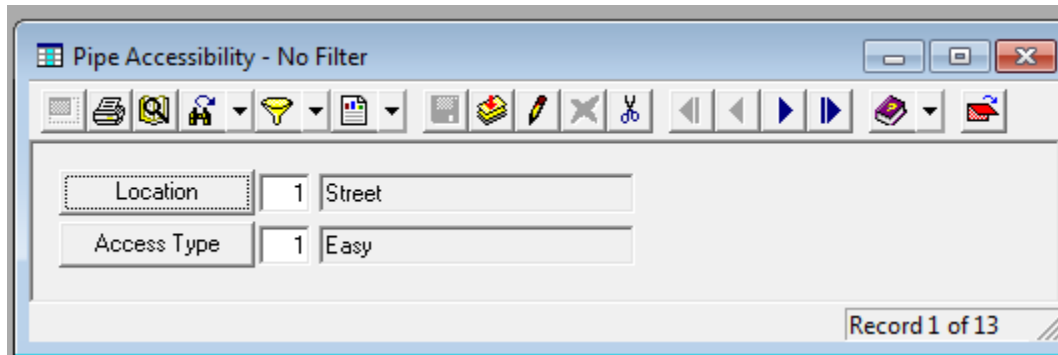 Pipe Accessibility - No Filter
Location 1 Street
Access Type 1 Easy
Record 1 of 13